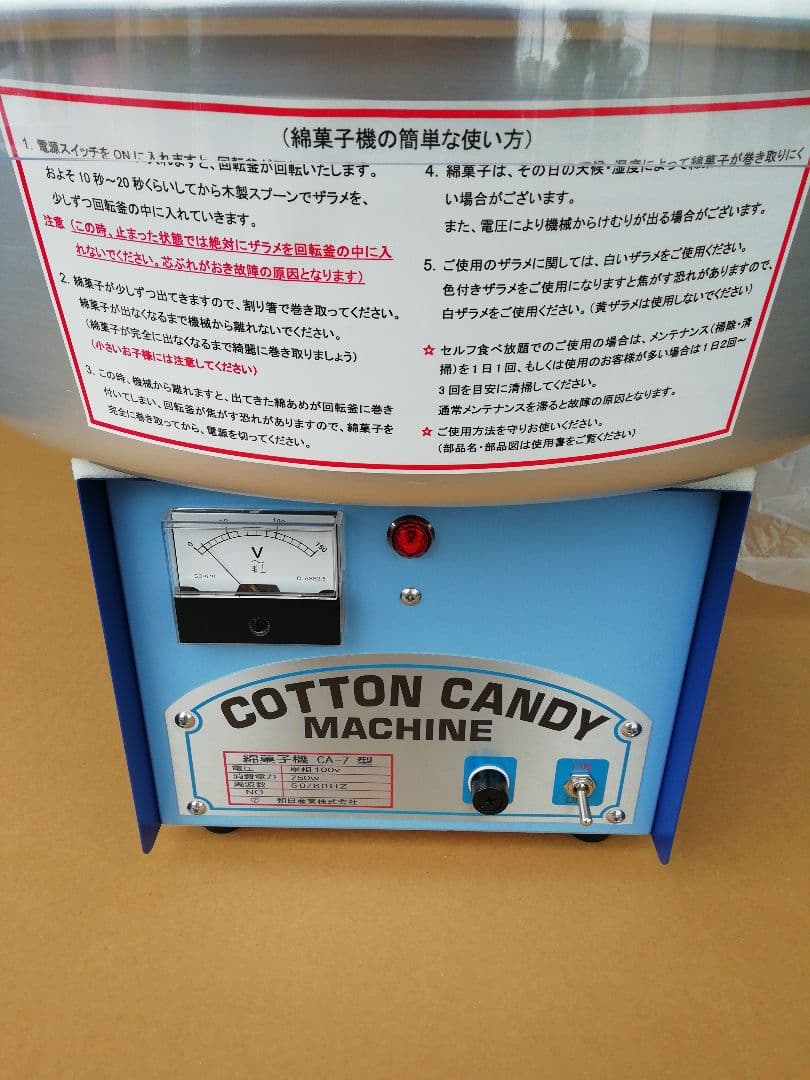 (綿菓子機の簡単な使い方)
1. 電源スイッチを ON に入れますと、回転釜が回転いたします。
およそ 10 秒～20 秒くらいしてから木製スプーンでザラメを、
少しずつ回転釜の中に入れていきます。
注意 (この時、止まった状態では絶対にザラメを回転釜の中に入
れないでください。芯ぶれがおき故障の原因となります)
2. 綿菓子が少しずつ出てきますので、割り箸で巻き取ってください。
綿菓子が出なくなるまで機械から離れないでください。
(綿菓子が完全に出なくなるまで綺麗に巻き取りましょう)
(小さいお子様には注意してください)
3. この時、機械から離れますと、出てきた綿あめが回転釜に巻き
付いてしまい、回転釜が焦がす恐れがありますので、綿菓子を
完全に巻き取ってから、電源を切ってください。
4. 綿菓子は、その日の天候・湿度によって綿菓子が巻き取りにく
い場合がございます。
また、電圧により機械からけむりが出る場合がございます。
5. ご使用のザラメに関しては、白いザラメをご使用ください。
色付きザラメをご使用になりますと焦がす恐れがありますので、
白ザラメをご使用ください。(黄ザラメは使用しないでください)
☆ セルフ食べ放題でのご使用の場合は、メンテナンス(掃除・清
掃)を1日1回、もしくは使用のお客様が多い場合は1日2回～
3回を目安に清掃してください。
通常メンテナンスを滞ると故障の原因となります。
☆ ご使用方法を守りお使いください。
(部品名・部品図は使用書をご覧ください)
0 50 100 150
V
COTTON CANDY
MACHINE
綿菓子機 CA-7 型
電圧 単相100v
消費電力 750w
周波数 50/60HZ
NO
朝日産業株式会社